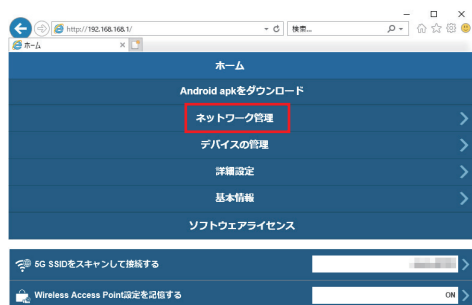 http://192.168.168.1/
検索...
ホーム
ホーム
Android apkをダウンロード
ネットワーク管理
デバイスの管理
詳細設定
基本情報
ソフトウェアライセンス
5G SSIDをスキャンして接続する
Wireless Access Point設定を記憶する
ON